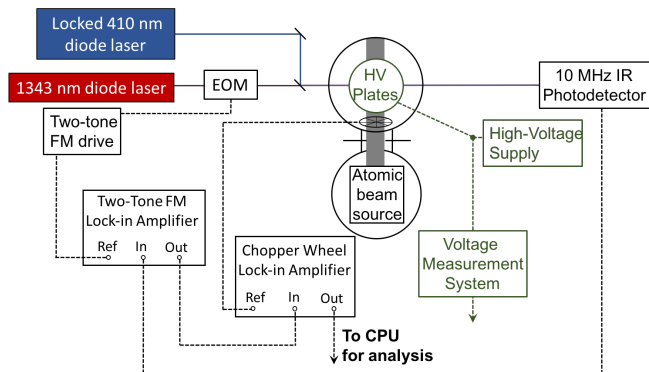 Locked 410 nm
diode laser
1343 nm diode laser
EOM
HV
Plates
10 MHz IR
Photodetector
Two-tone
FM drive
High-Voltage
Supply
Atomic
beam
source
Two-Tone FM
Lock-in Amplifier
Ref In Out
Chopper Wheel
Lock-in Amplifier
Ref In Out
Voltage
Measurement
System
To CPU
for analysis